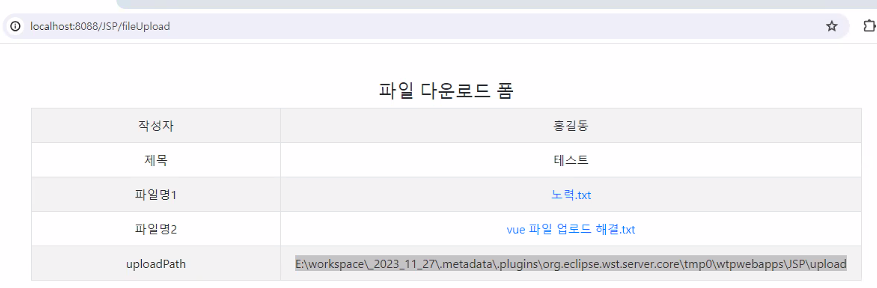 localhost:8088/JSP/fileUpload
파일 다운로드 폼
작성자 홍길동
제목 테스트
파일명1 노력.txt
파일명2 vue 파일 업로드 해결.txt
uploadPath E:\workspace\_2023_11_27\.metadata\.plugins\org.eclipse.wst.server.core\tmp0\wtpwebapps\JSP\upload